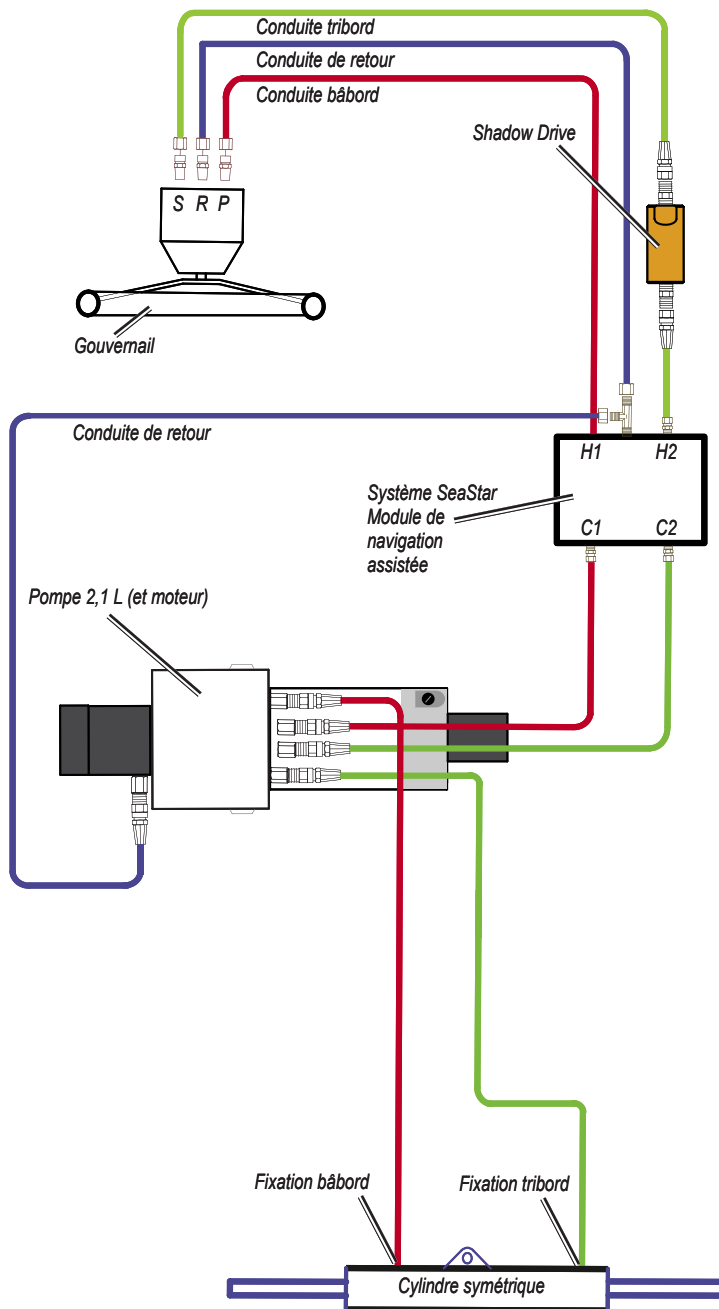 Conduite tribord
Conduite de retour
Conduite bâbord
Shadow Drive
S R P
Gouvernail
Conduite de retour
H1 H2
Système SeaStar
Module de
navigation
assistée
C1 C2
Pompe 2,1 L (et moteur)
Fixation bâbord
Fixation tribord
Cylindre symétrique